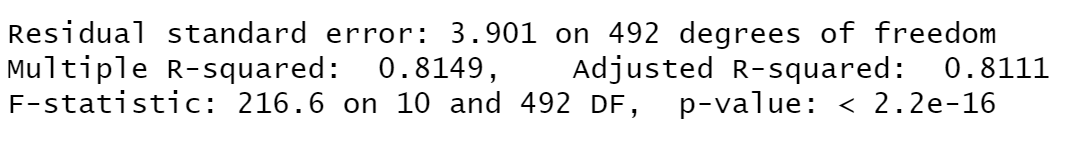 Residual standard error: 3.901 on 492 degrees of freedom
Multiple R-squared:  0.8149,    Adjusted R-squared:  0.8111
F-statistic: 216.6 on 10 and 492 DF,  p-value: < 2.2e-16